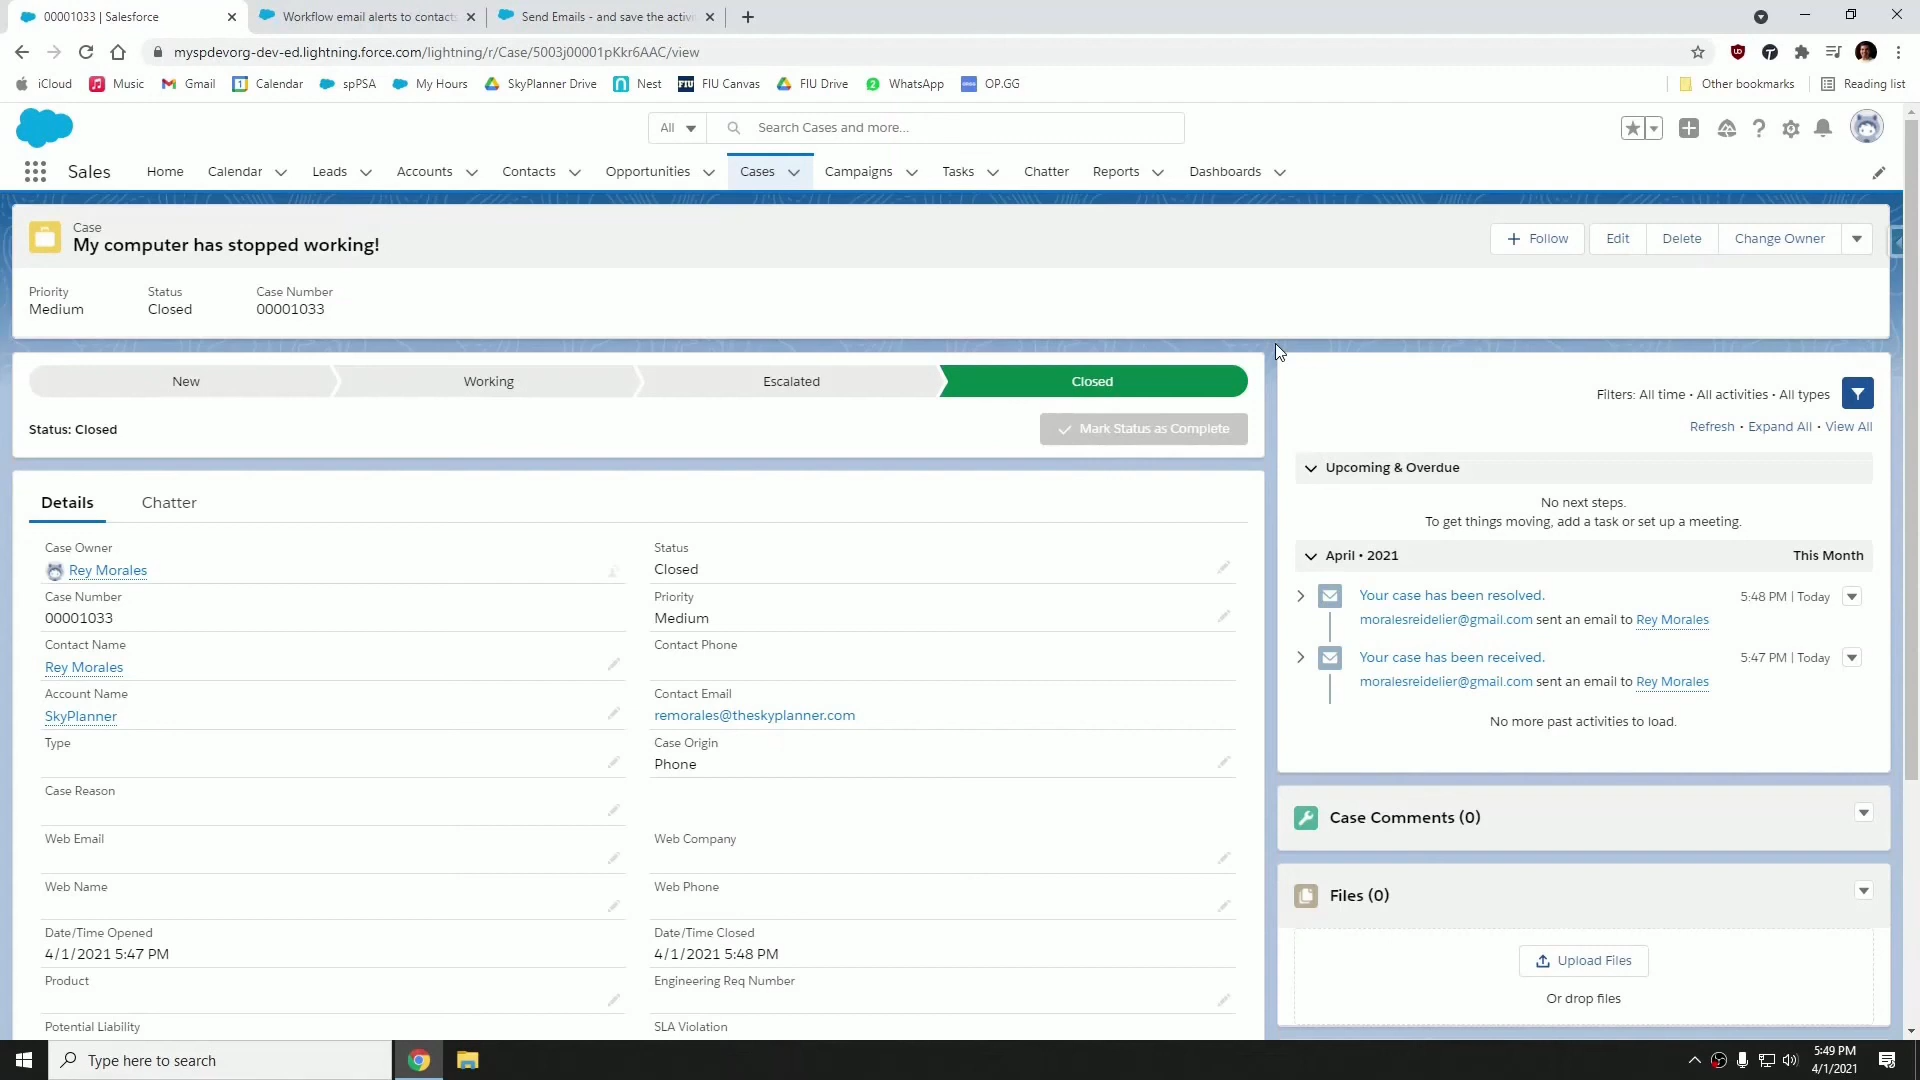 00001033 | Salesforce
Workflow email alerts to contacts
Send Emails - and save the activi
myspdevorg-dev-ed.lightning.force.com/lightning/r/Case/5003j00001pKkr6AAC/view
iCloud Music Gmail Calendar spPSA My Hours SkyPlanner Drive Nest FIU FIU Canvas FIU Drive WhatsApp OP.GG Other bookmarks Reading list
All Search Cases and more...
Sales Home Calendar Leads Accounts Contacts Opportunities Cases Campaigns Tasks Chatter Reports Dashboards
Case
My computer has stopped working!
Follow Edit Delete Change Owner
Priority Status Case Number
Medium Closed 00001033
New Working Escalated Closed
Status: Closed
Mark Status as Complete
Details Chatter
Case Owner
Rey Morales
Status
Closed
Case Number
00001033
Priority
Medium
Contact Name
Rey Morales
Contact Phone
Account Name
SkyPlanner
Contact Email
remorales@theskyplanner.com
Type
Case Origin
Phone
Case Reason
Web Email
Web Company
Web Name
Web Phone
Date/Time Opened
4/1/2021 5:47 PM
Date/Time Closed
4/1/2021 5:48 PM
Product
Engineering Req Number
Potential Liability
SLA Violation
Filters: All time • All activities • All types
Refresh • Expand All • View All
Upcoming & Overdue
No next steps.
To get things moving, add a task or set up a meeting.
April • 2021 This Month
Your case has been resolved. 5:48 PM | Today
moralesreidelier@gmail.com sent an email to Rey Morales
Your case has been received. 5:47 PM | Today
moralesreidelier@gmail.com sent an email to Rey Morales
No more past activities to load.
Case Comments (0)
Files (0)
Upload Files
Or drop files
Type here to search
5:49 PM
4/1/2021